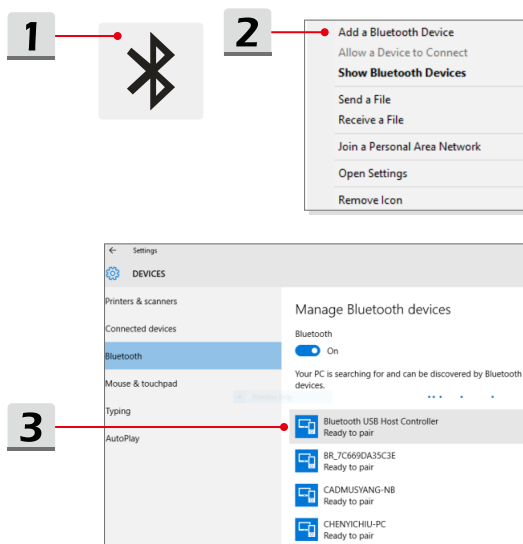 1
2
Add a Bluetooth Device
Allow a Device to Connect
Show Bluetooth Devices
Send a File
Receive a File
Join a Personal Area Network
Open Settings
Remove Icon
Settings
DEVICES
Printers & scanners
Connected devices
Bluetooth
Mouse & touchpad
Typing
AutoPlay
Manage Bluetooth devices
Bluetooth
On
Your PC is searching for and can be discovered by Bluetooth
devices.
3
Bluetooth USB Host Controller
Ready to pair
BR_7C669DA35C3E
Ready to pair
CADMUSYANG-NB
Ready to pair
CHENYICHIU-PC
Ready to pair